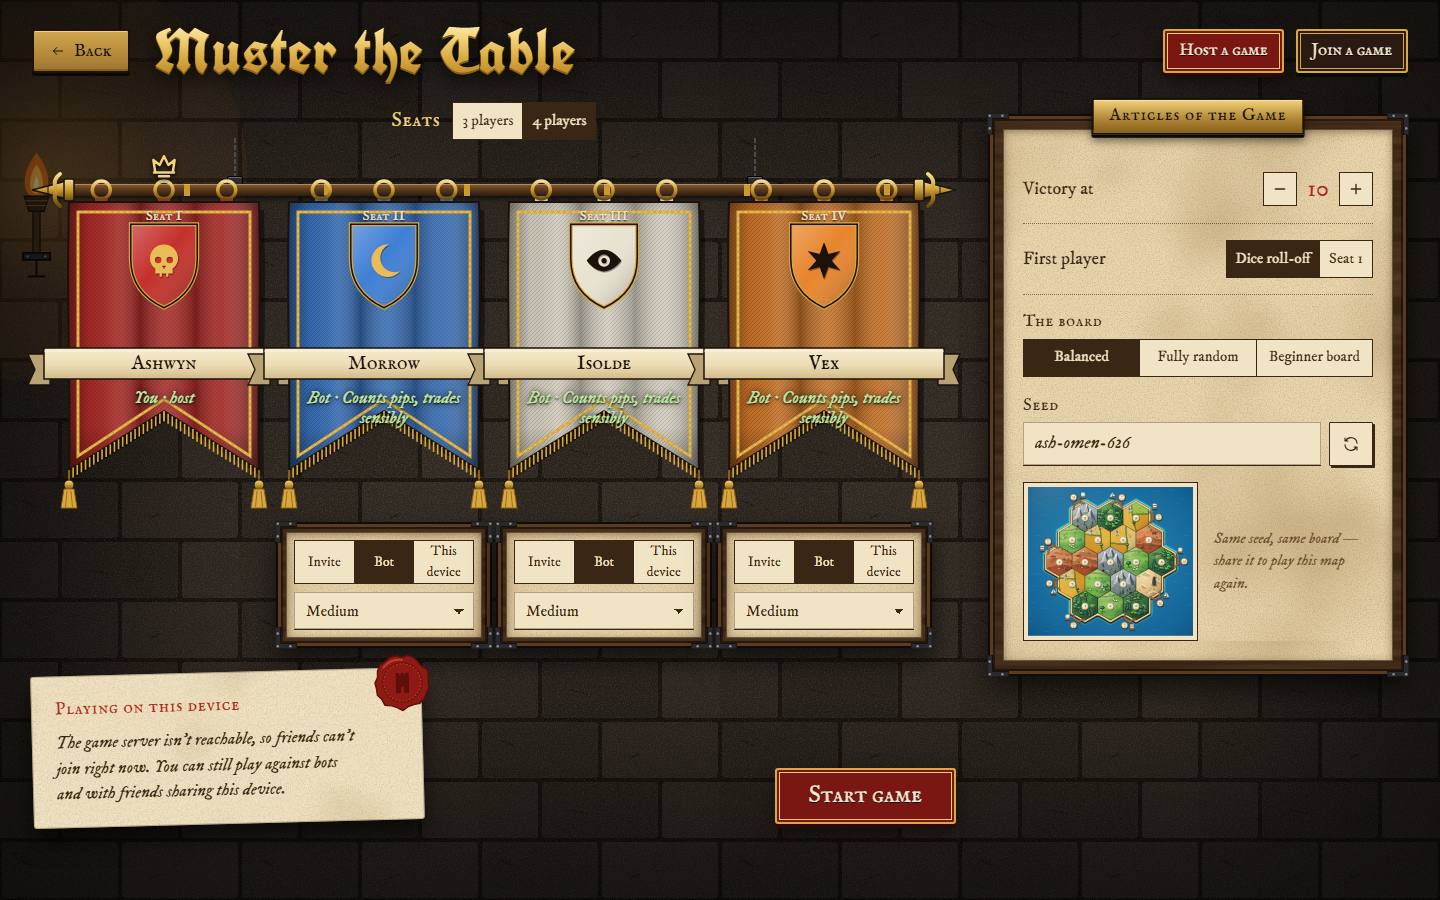 ← Back
Muster the Table
Host a game
Join a game
Seats
3 players
4 players
Seat I
Seat II
Seat III
Seat IV
Ashwyn
Morrow
Isolde
Vex
You · host
Bot · Counts pips, trades
sensibly
Bot · Counts pips, trades
sensibly
Bot · Counts pips, trades
sensibly
Invite
Bot
This
device
Medium
Invite
Bot
This
device
Medium
Invite
Bot
This
device
Medium
Articles of the Game
Victory at
−
10
+
First player
Dice roll-off
Seat 1
The board
Balanced
Fully random
Beginner board
Seed
ash-omen-626
Same seed, same board —
share it to play this map
again.
Playing on this device
The game server isn't reachable, so friends can't
join right now. You can still play against bots
and with friends sharing this device.
Start game